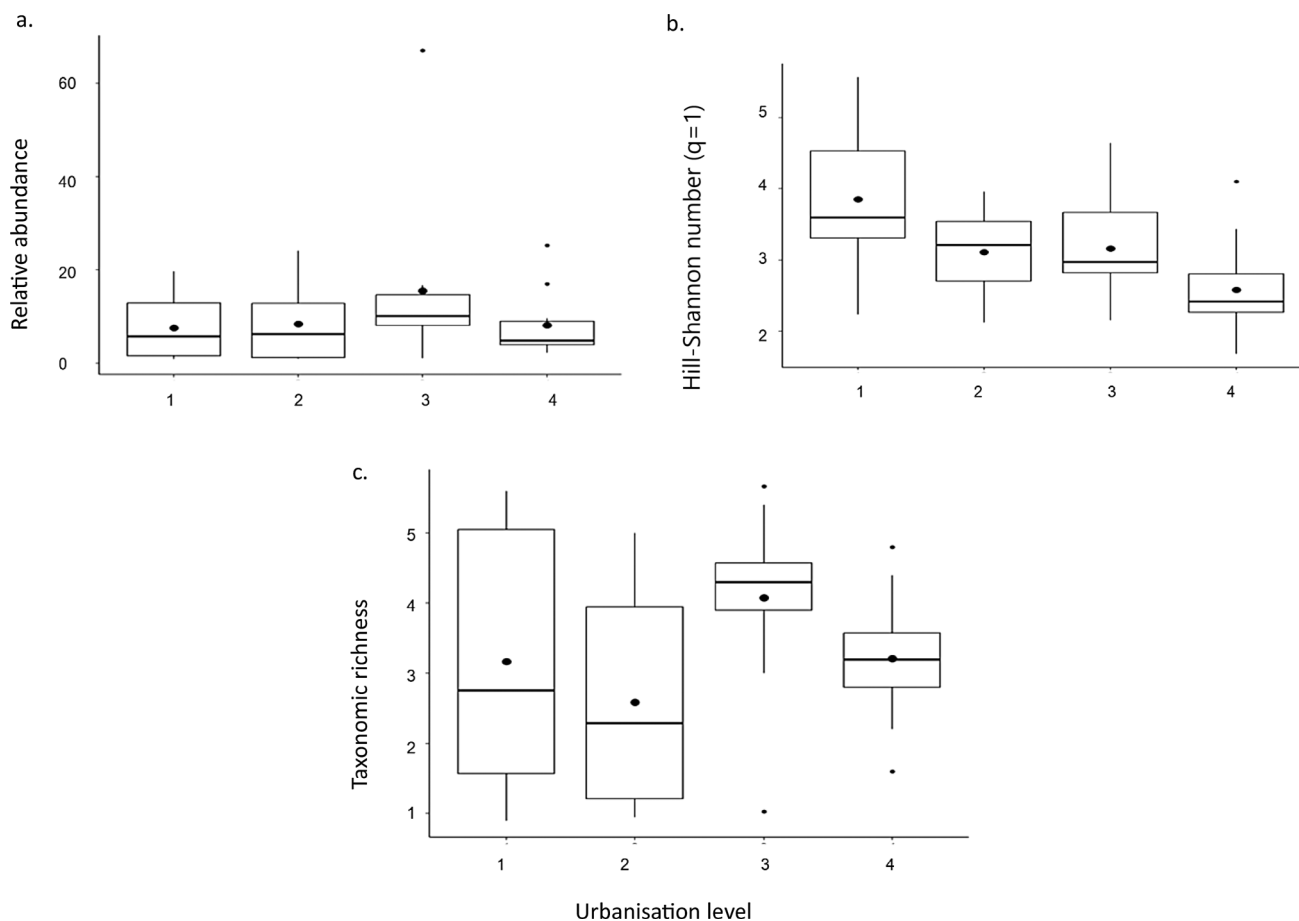 a.
Relative abundance
60
40
20
0
1 2 3 4
b.
Hill-Shannon number (q=1)
5
4
3
2
1 2 3 4
c.
Taxonomic richness
5
4
3
2
1
1 2 3 4
Urbanisation level